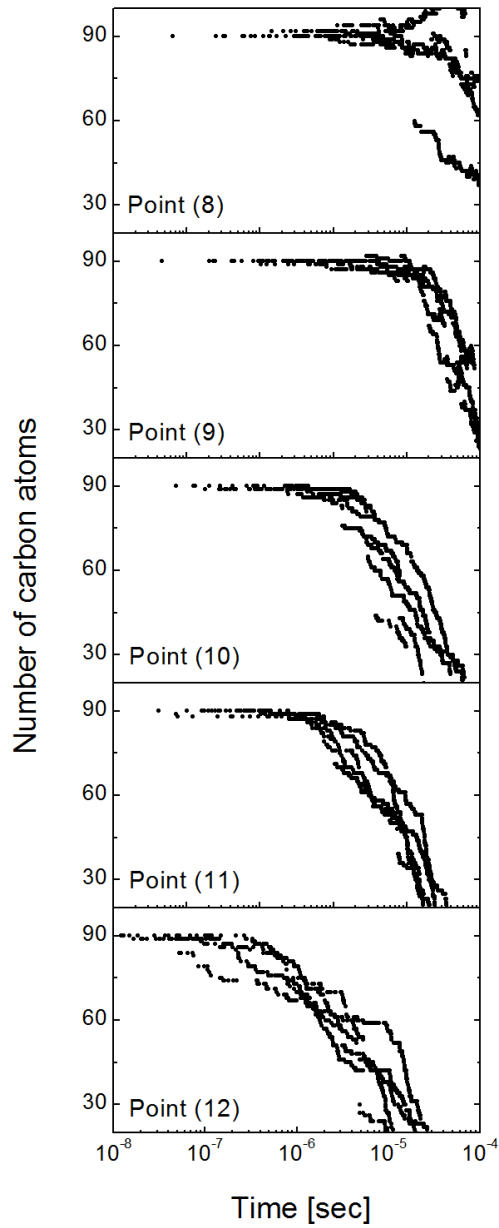 90
60
30
Point (8)
90
60
30
Point (9)
90
60
30
Point (10)
90
60
30
Point (11)
90
60
30
Point (12)
Number of carbon atoms
10⁻⁸ 10⁻⁷ 10⁻⁶ 10⁻⁵ 10⁻⁴
Time [sec]